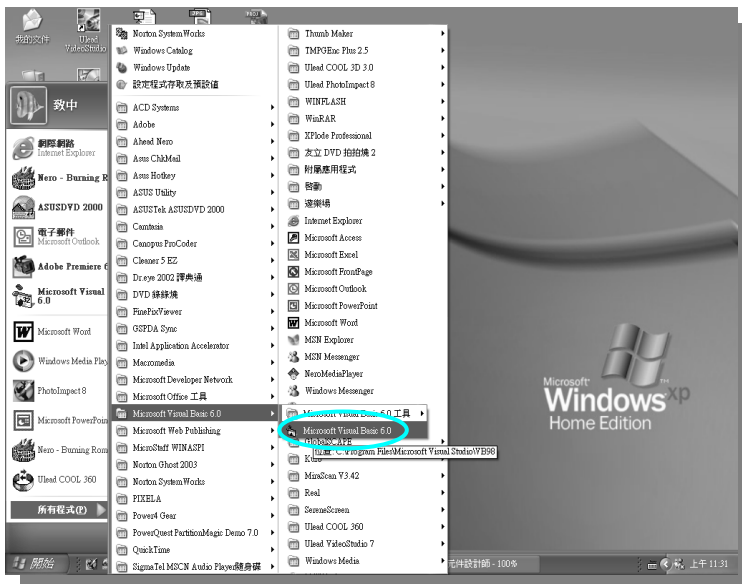 我的文件
Ulead
VideoStudio
致中
網際網路
Internet Explorer
Nero - Burning R
ASUSDVD 2000
電子郵件
Microsoft Outlook
Adobe Premiere 6
Microsoft Visual
6.0
Microsoft Word
Windows Media Play
PhotoImpact 8
Microsoft PowerPoin
Nero - Burning Rom
Ulead COOL 360
所有程式(P)
Norton SystemWorks
Windows Catalog
Windows Update
設定程式存取及預設值
ACD Systems
Adobe
Ahead Nero
Asus ChkMail
Asus Hotkey
ASUS Utility
ASUSTek ASUSDVD 2000
Camtasia
Canopus ProCoder
Cleaner 5 EZ
Dr.eye 2002 譯典通
DVD 錄錄燒
FinePixViewer
GSPDA Sync
Intel Application Accelerator
Macromedia
Microsoft Developer Network
Microsoft Office 工具
Microsoft Visual Basic 6.0
Microsoft Web Publishing
MicroStaff WINASPI
Norton Ghost 2003
Norton SystemWorks
PIXELA
Power4 Gear
PowerQuest PartitionMagic Demo 7.0
QuickTime
SigmaTel MSCN Audio Player隨身碟
Thumb Maker
TMPGEnc Plus 2.5
Ulead COOL 3D 3.0
Ulead PhotoImpact 8
WINFLASH
WinRAR
XPlode Professional
友立 DVD 拍拍燒 2
附屬應用程式
啓動
遊樂場
Internet Explorer
Microsoft Access
Microsoft Excel
Microsoft FrontPage
Microsoft Outlook
Microsoft PowerPoint
Microsoft Word
MSN Explorer
MSN Messenger
NeroMediaPlayer
Windows Messenger
Microsoft Visual Basic 6.0 工具
Microsoft Visual Basic 6.0
GlobalSCAPE
位置: C:\Program Files\Microsoft Visual Studio\VB98
MiraScan V3.42
Real
SereneScreen
Ulead COOL 360
Ulead VideoStudio 7
Windows Media
Microsoft
Windows xp
Home Edition
開始
元件設計師 - 100%
上午 11:31